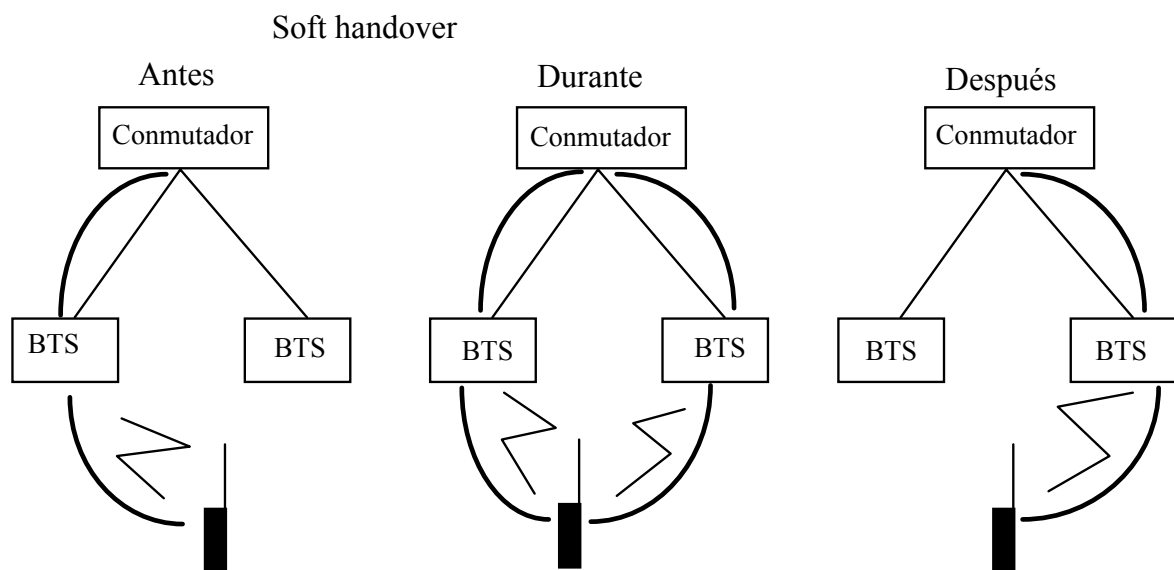 Soft handover
Antes
Durante
Después
Conmutador
Conmutador
Conmutador
BTS
BTS
BTS
BTS
BTS
BTS